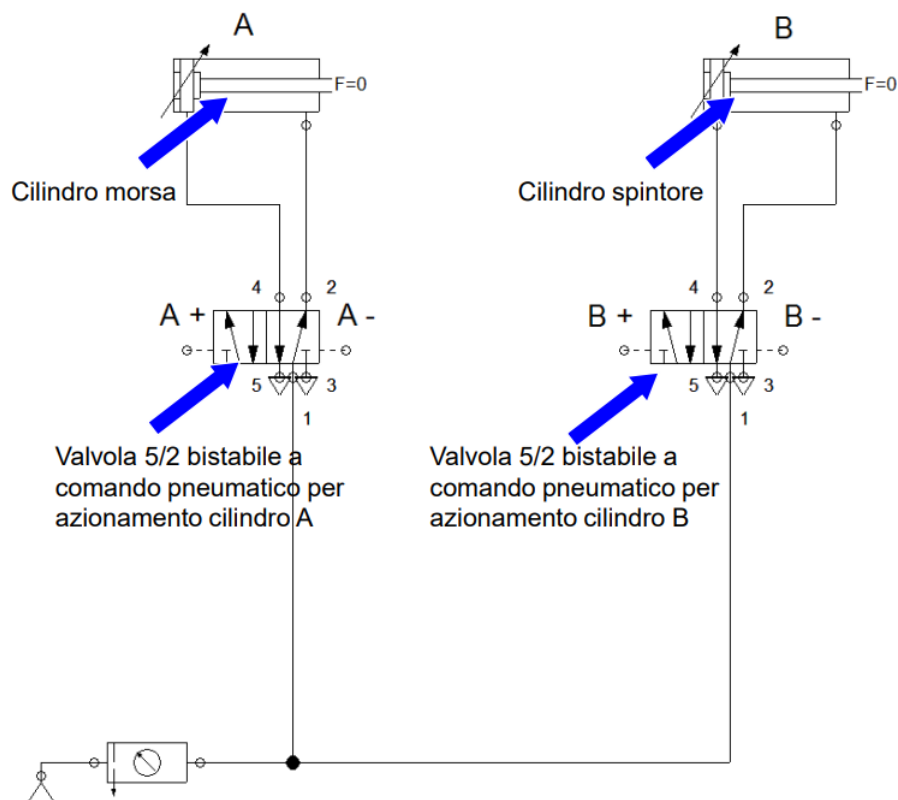 A
B
F=0
F=0
Cilindro morsa
Cilindro spintore
4
2
4
2
A +
A -
B +
B -
5
3
5
3
1
1
Valvola 5/2 bistabile a
comando pneumatico per
azionamento cilindro A
Valvola 5/2 bistabile a
comando pneumatico per
azionamento cilindro B